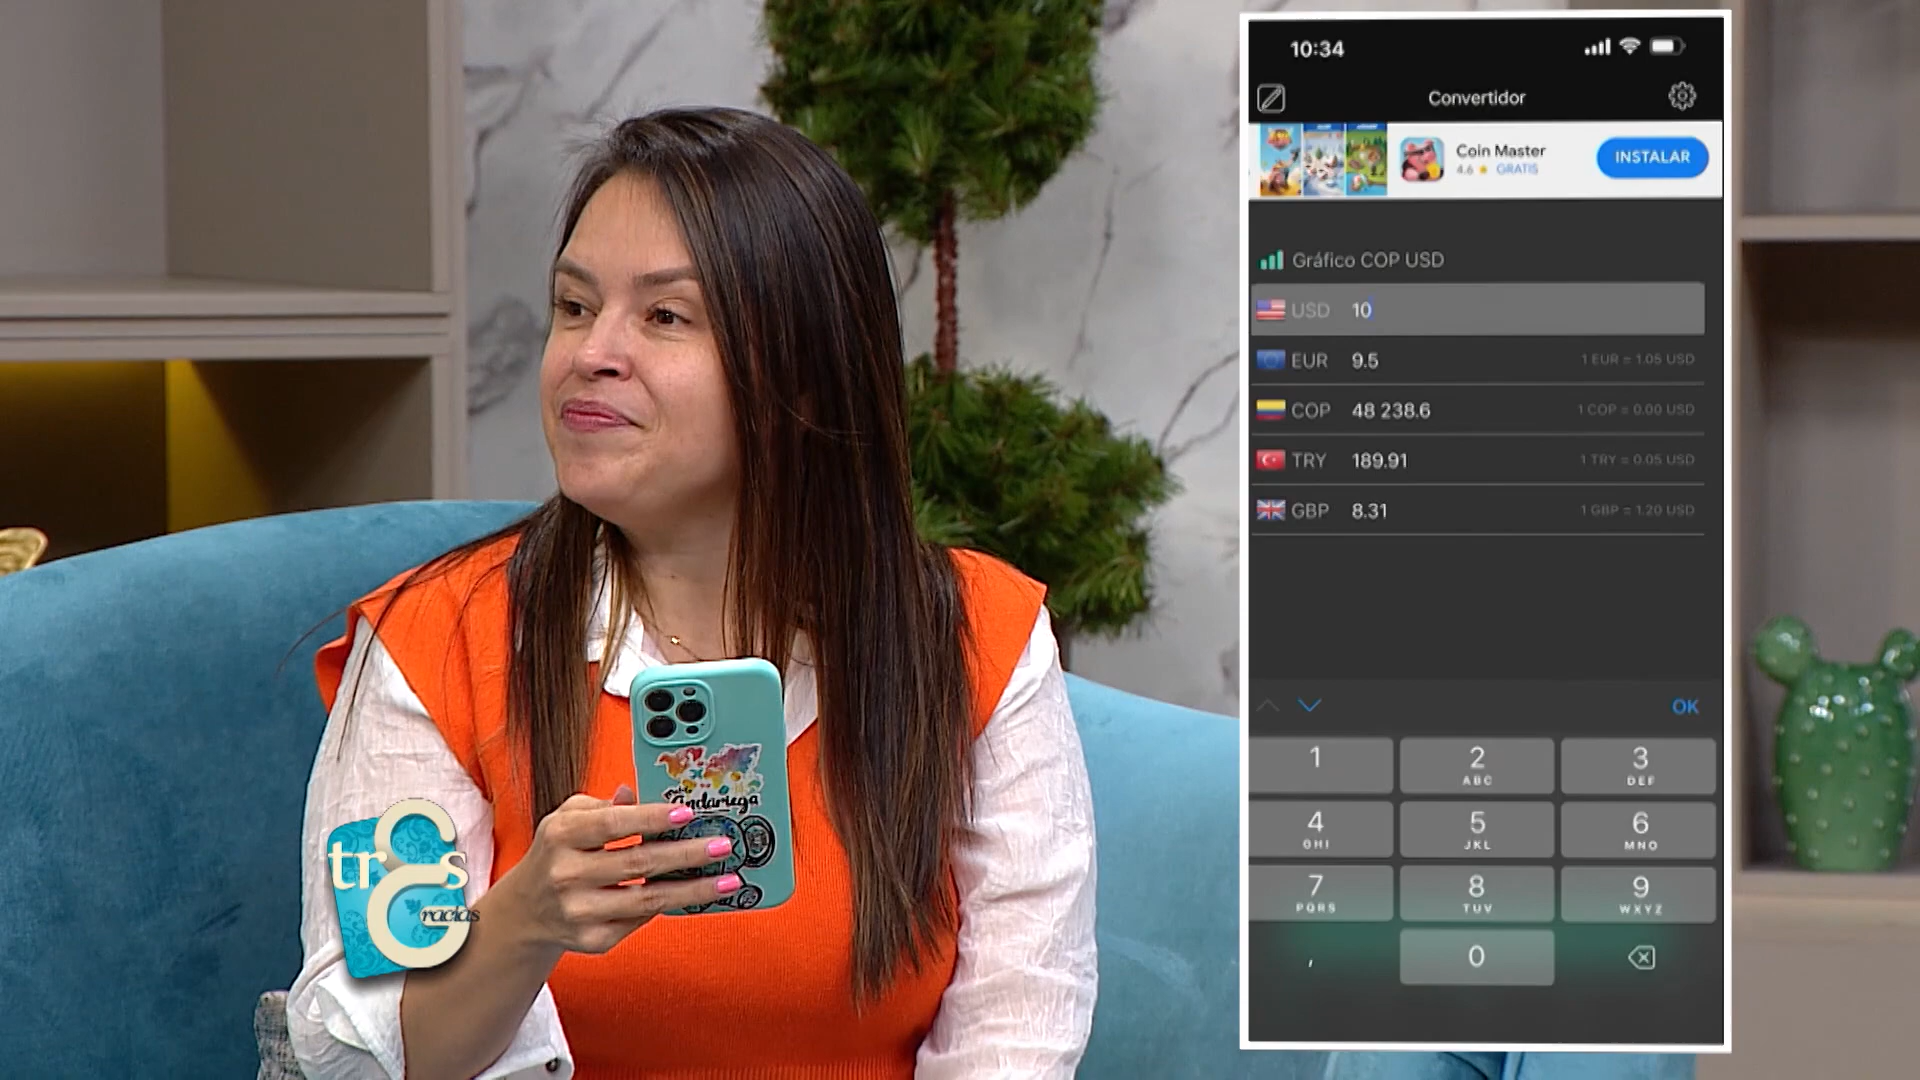 10:34
Convertidor
Coin Master
4.6 ★ GRATIS
INSTALAR
Gráfico COP USD
USD 10
EUR 9.5 1 EUR = 1.05 USD
COP 48 238.6 1 COP = 0.00 USD
TRY 189.91 1 TRY = 0.05 USD
GBP 8.31 1 GBP = 1.20 USD
OK
1
2 ABC
3 DEF
4 GHI
5 JKL
6 MNO
7 PQRS
8 TUV
9 WXYZ
,
0
Andariega
tres
Gracias